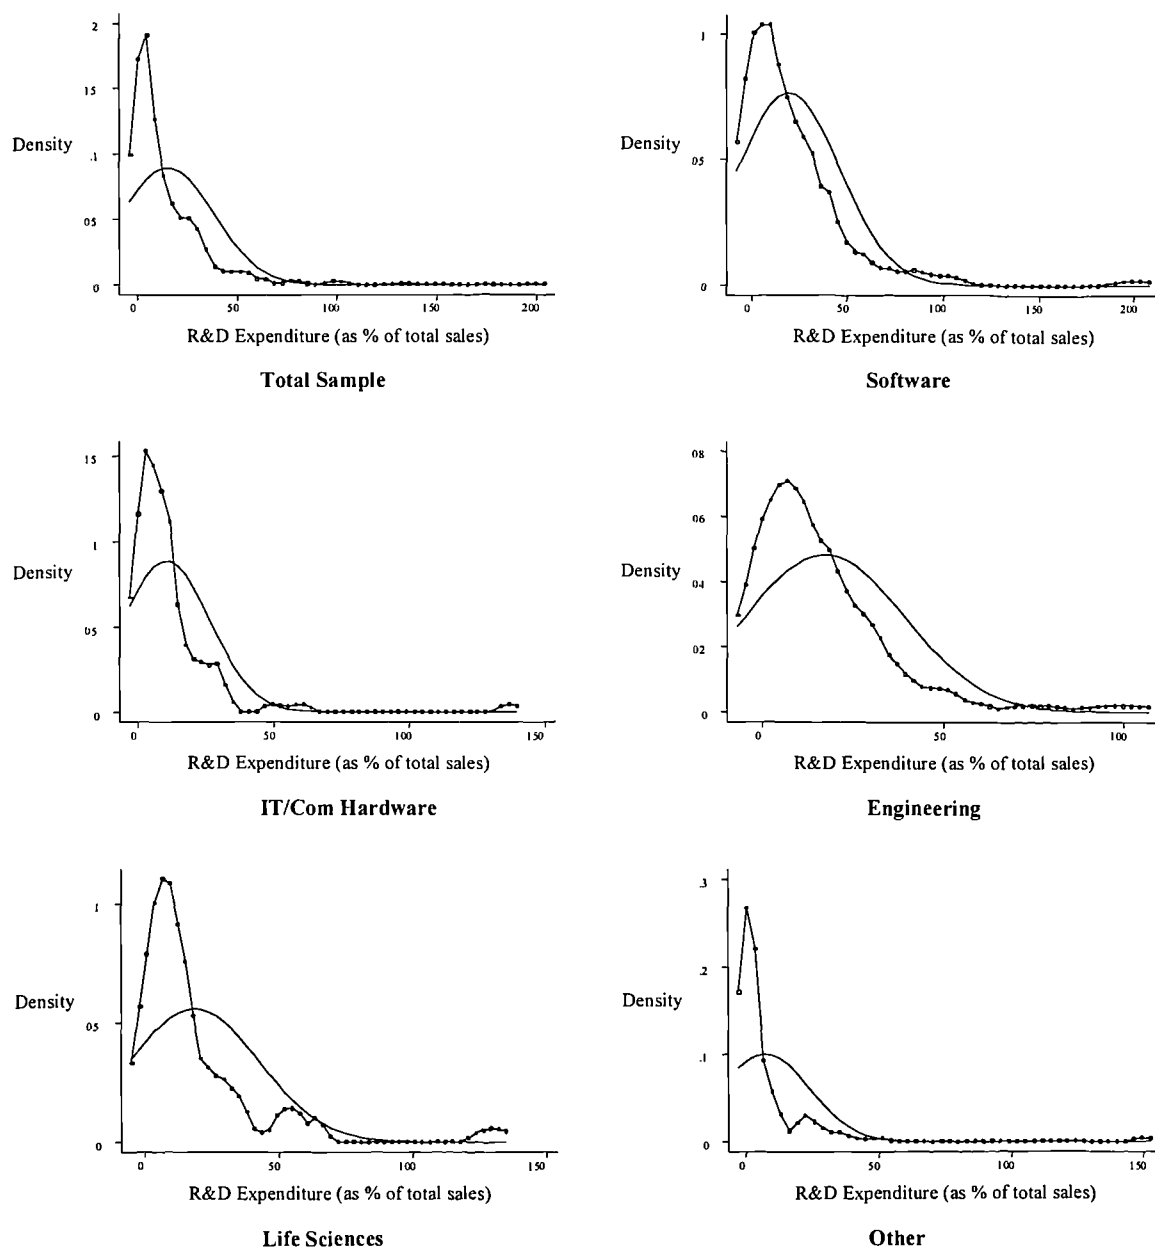 2
15
Density
.1
05
0
0 50 100 150 200
R&D Expenditure (as % of total sales)
Total Sample
.1
Density
05
0
0 50 100 150 200
R&D Expenditure (as % of total sales)
Software
15
.1
Density
05
0
0 50 100 150
R&D Expenditure (as % of total sales)
IT/Com Hardware
08
06
Density
04
02
0
0 50 100
R&D Expenditure (as % of total sales)
Engineering
.1
Density
05
0
0 50 100 150
R&D Expenditure (as % of total sales)
Life Sciences
.3
.2
Density
.1
0
0 50 100 150
R&D Expenditure (as % of total sales)
Other